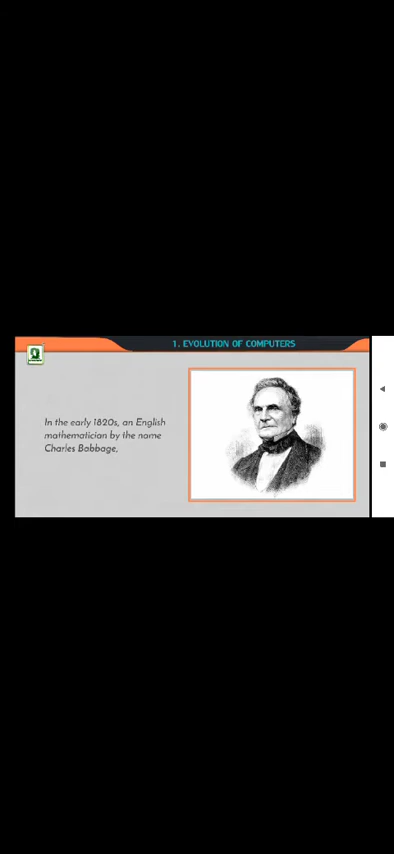 1. EVOLUTION OF COMPUTERS
In the early 1820s, an English
mathematician by the name
Charles Babbage,